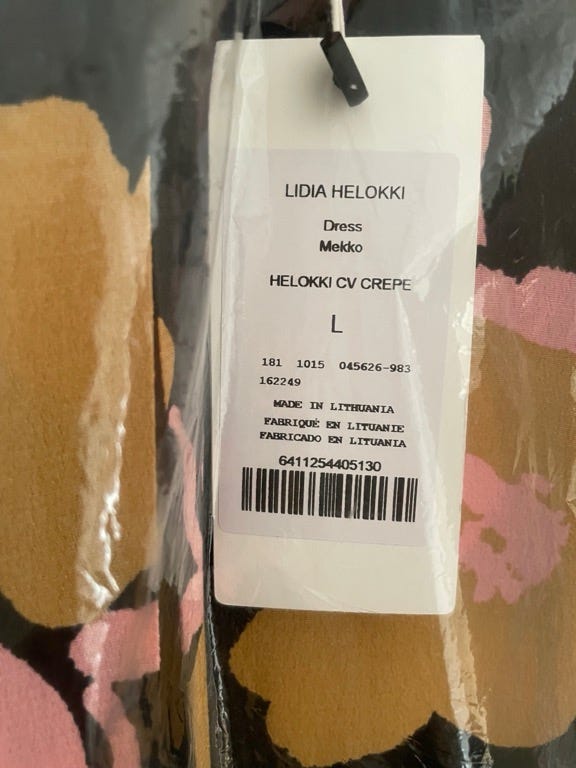 LIDIA HELOKKI
Dress
Mekko
HELOKKI CV CREPE
L
181 1015 045626-983
162249
MADE IN LITHUANIA
FABRIQUÉ EN LITUANIE
FABRICADO EN LITUANIA
6411254405130